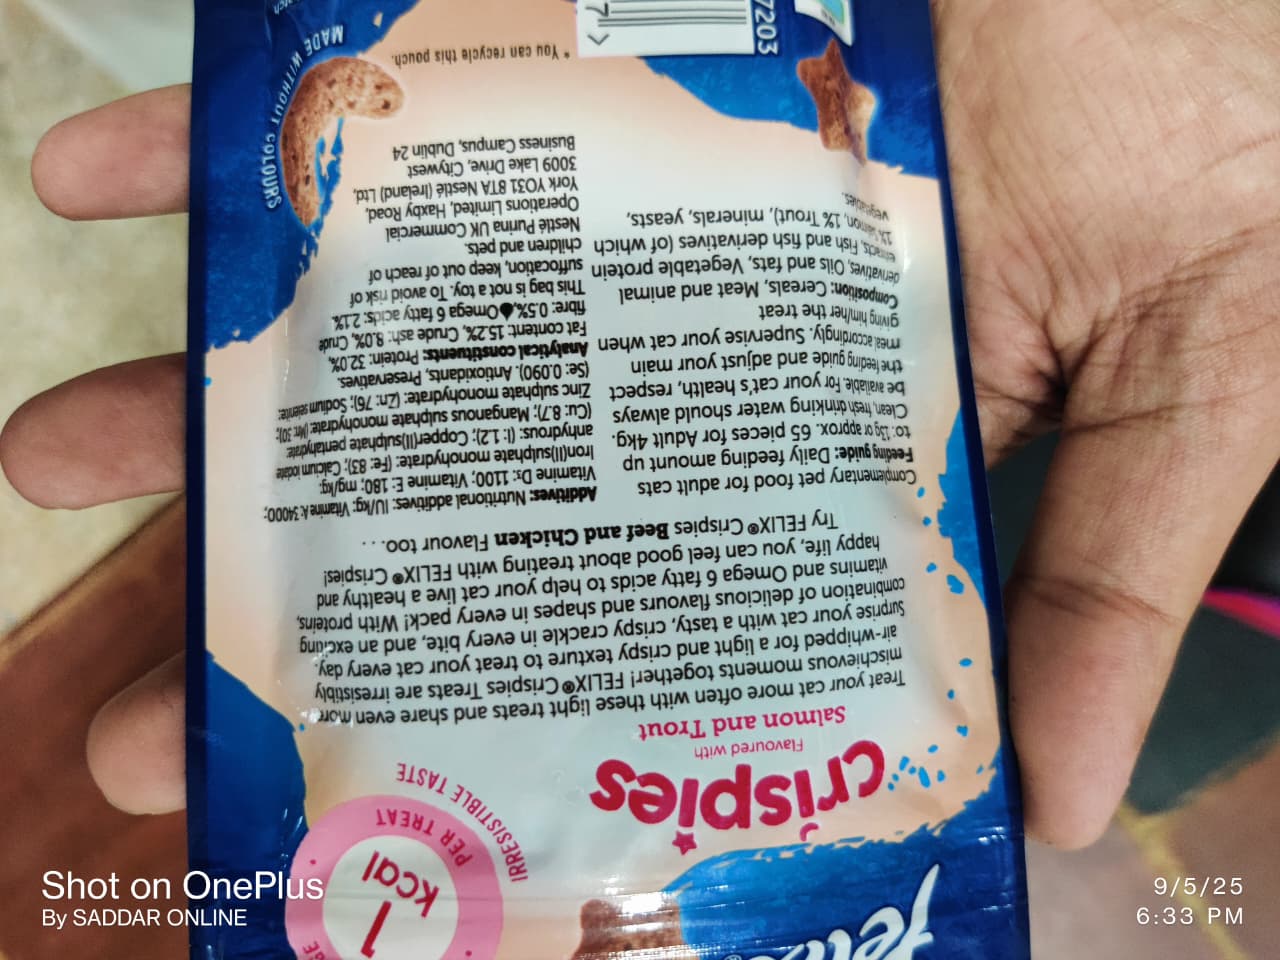 Felix®
1
kcal
PER TREAT
IRRESISTIBLE TASTE
crispies
Flavoured with
Salmon and Trout
Treat your cat more often with these light treats and share even more
mischievous moments together! FELIX® Crispies Treats are irresistibly
air-whipped for a light and crispy texture to treat your cat every day.
Surprise your cat with a tasty, crispy crackle in every bite, and an exciting
combination of delicious flavours and shapes in every pack! With proteins,
vitamins and Omega 6 fatty acids to help your cat live a healthy and
happy life, you can feel good about treating with FELIX® Crispies!
Try FELIX® Crispies Beef and Chicken Flavour too. . . .
Complementary pet food for adult cats
Feeding guide: Daily feeding amount up
to: 13g or approx. 65 pieces for Adult 4kg.
Clean, fresh drinking water should always
be available. For your cat's health, respect
the feeding guide and adjust your main
meal accordingly. Supervise your cat when
giving him/her the treat
Composition: Cereals, Meat and animal
derivatives, Oils and fats, Vegetable protein
extracts, Fish and fish derivatives (of which
1% Salmon, 1% Trout), minerals, yeasts,
vegetables.
Additives: Nutritional additives: IU/kg: Vitamine A: 34000;
Vitamine D₃: 1100; Vitamine E: 180; mg/kg:
Iron(II)sulphate monohydrate: (Fe: 83); Calcium iodate
anhydrous: (I: 1.2); Copper(II)sulphate pentahydrate:
(Cu: 8.7); Manganous sulphate monohydrate: (Mn: 30);
Zinc sulphate monohydrate: (Zn: 76); Sodium selenite:
(Se: 0.090). Antioxidants, Preservatives.
Analytical constituents: Protein: 32.0%,
Fat content: 15.2%, Crude ash: 8.0%, Crude
fibre: 0.5%, Omega 6 fatty acids: 2.1%
This bag is not a toy. To avoid risk of
suffocation, keep out of reach of
children and pets.
Nestlé Purina UK Commercial
Operations Limited, Haxby Road,
York YO31 8TA Nestlé (Ireland) Ltd,
3009 Lake Drive, Citywest
Business Campus, Dublin 24
* You can recycle this pouch.
MADE WITHOUT COLOURS
7203
7 >
Shot on OnePlus
By SADDAR ONLINE
9/5/25
6:33 PM